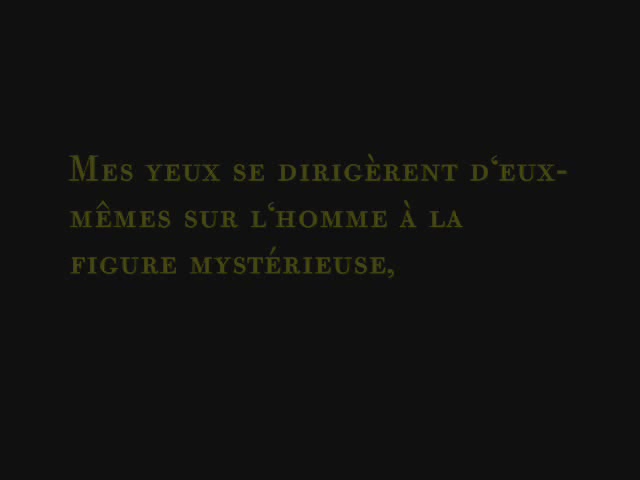 Mes yeux se dirigèrent d‘eux-
mêmes sur l‘homme à la
figure mystérieuse,